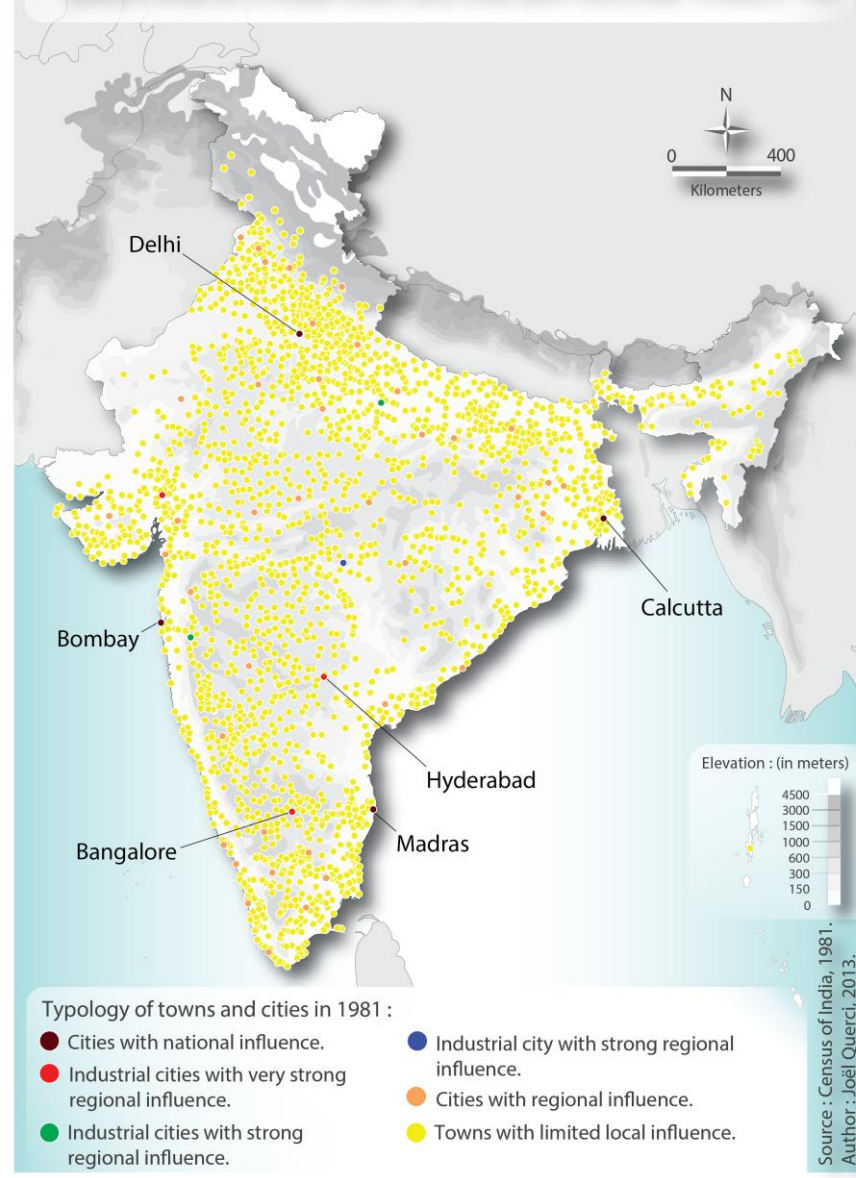 N
0 400
Kilometers
Delhi
Calcutta
Bombay
Hyderabad
Bangalore
Madras
Elevation : (in meters)
4500
3000
1500
1000
600
300
150
0
Typology of towns and cities in 1981 :
Cities with national influence.
Industrial cities with very strong
regional influence.
Industrial cities with strong
regional influence.
Industrial city with strong regional
influence.
Cities with regional influence.
Towns with limited local influence.
Source : Census of India, 1981.
Author : Joël Querci, 2013.